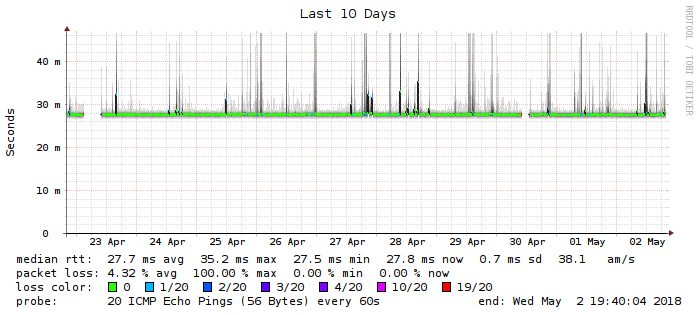 Last 10 Days
RRDTOOL / TOBI OETIKER
Seconds
40 m
30 m
20 m
10 m
0
23 Apr 24 Apr 25 Apr 26 Apr 27 Apr 28 Apr 29 Apr 30 Apr 01 May 02 May
median rtt: 27.7 ms avg 35.2 ms max 27.5 ms min 27.8 ms now 0.7 ms sd 38.1 am/s
packet loss: 4.32 % avg 100.00 % max 0.00 % min 0.00 % now
loss color: 0 1/20 2/20 3/20 4/20 10/20 19/20
probe: 20 ICMP Echo Pings (56 Bytes) every 60s end: Wed May 2 19:40:04 2018